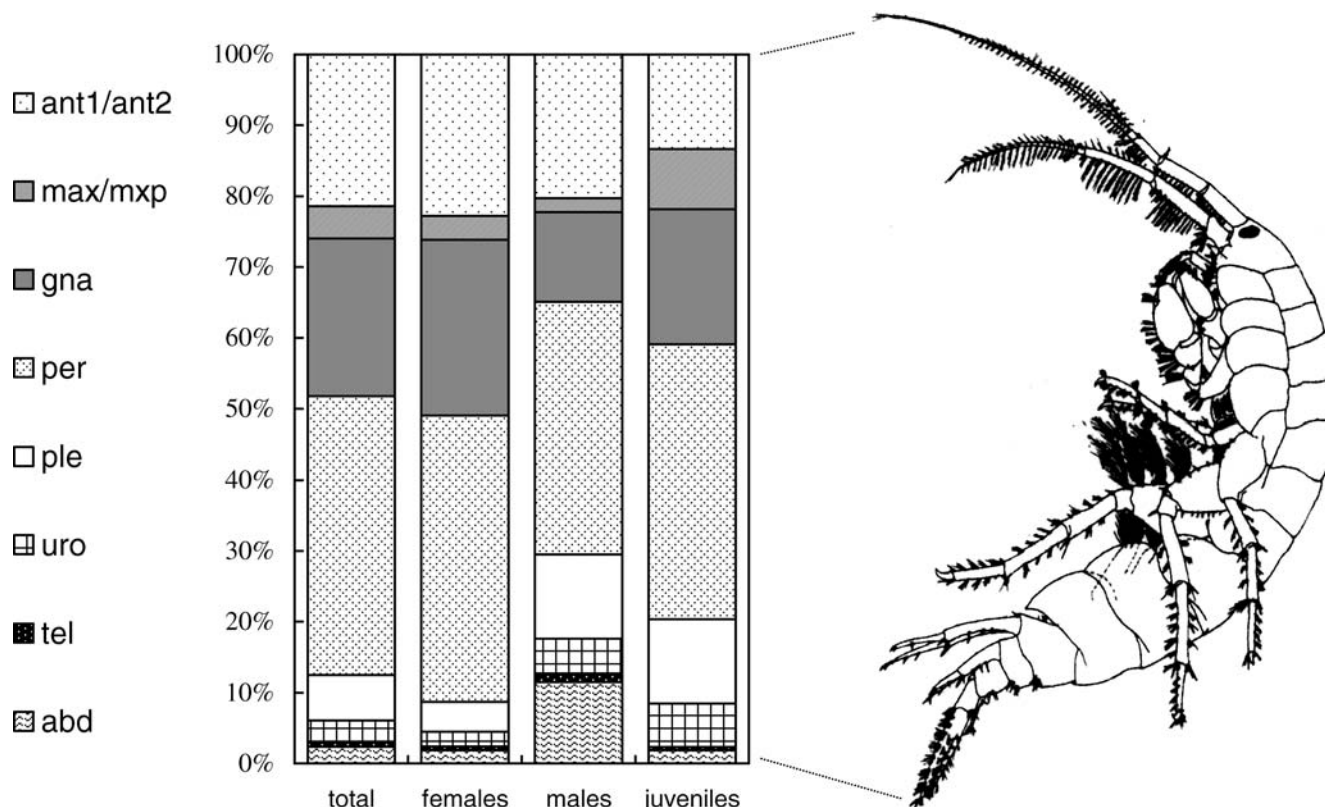 ant1/ant2
max/mxp
gna
per
ple
uro
tel
abd
100%
90%
80%
70%
60%
50%
40%
30%
20%
10%
0%
total females males juveniles